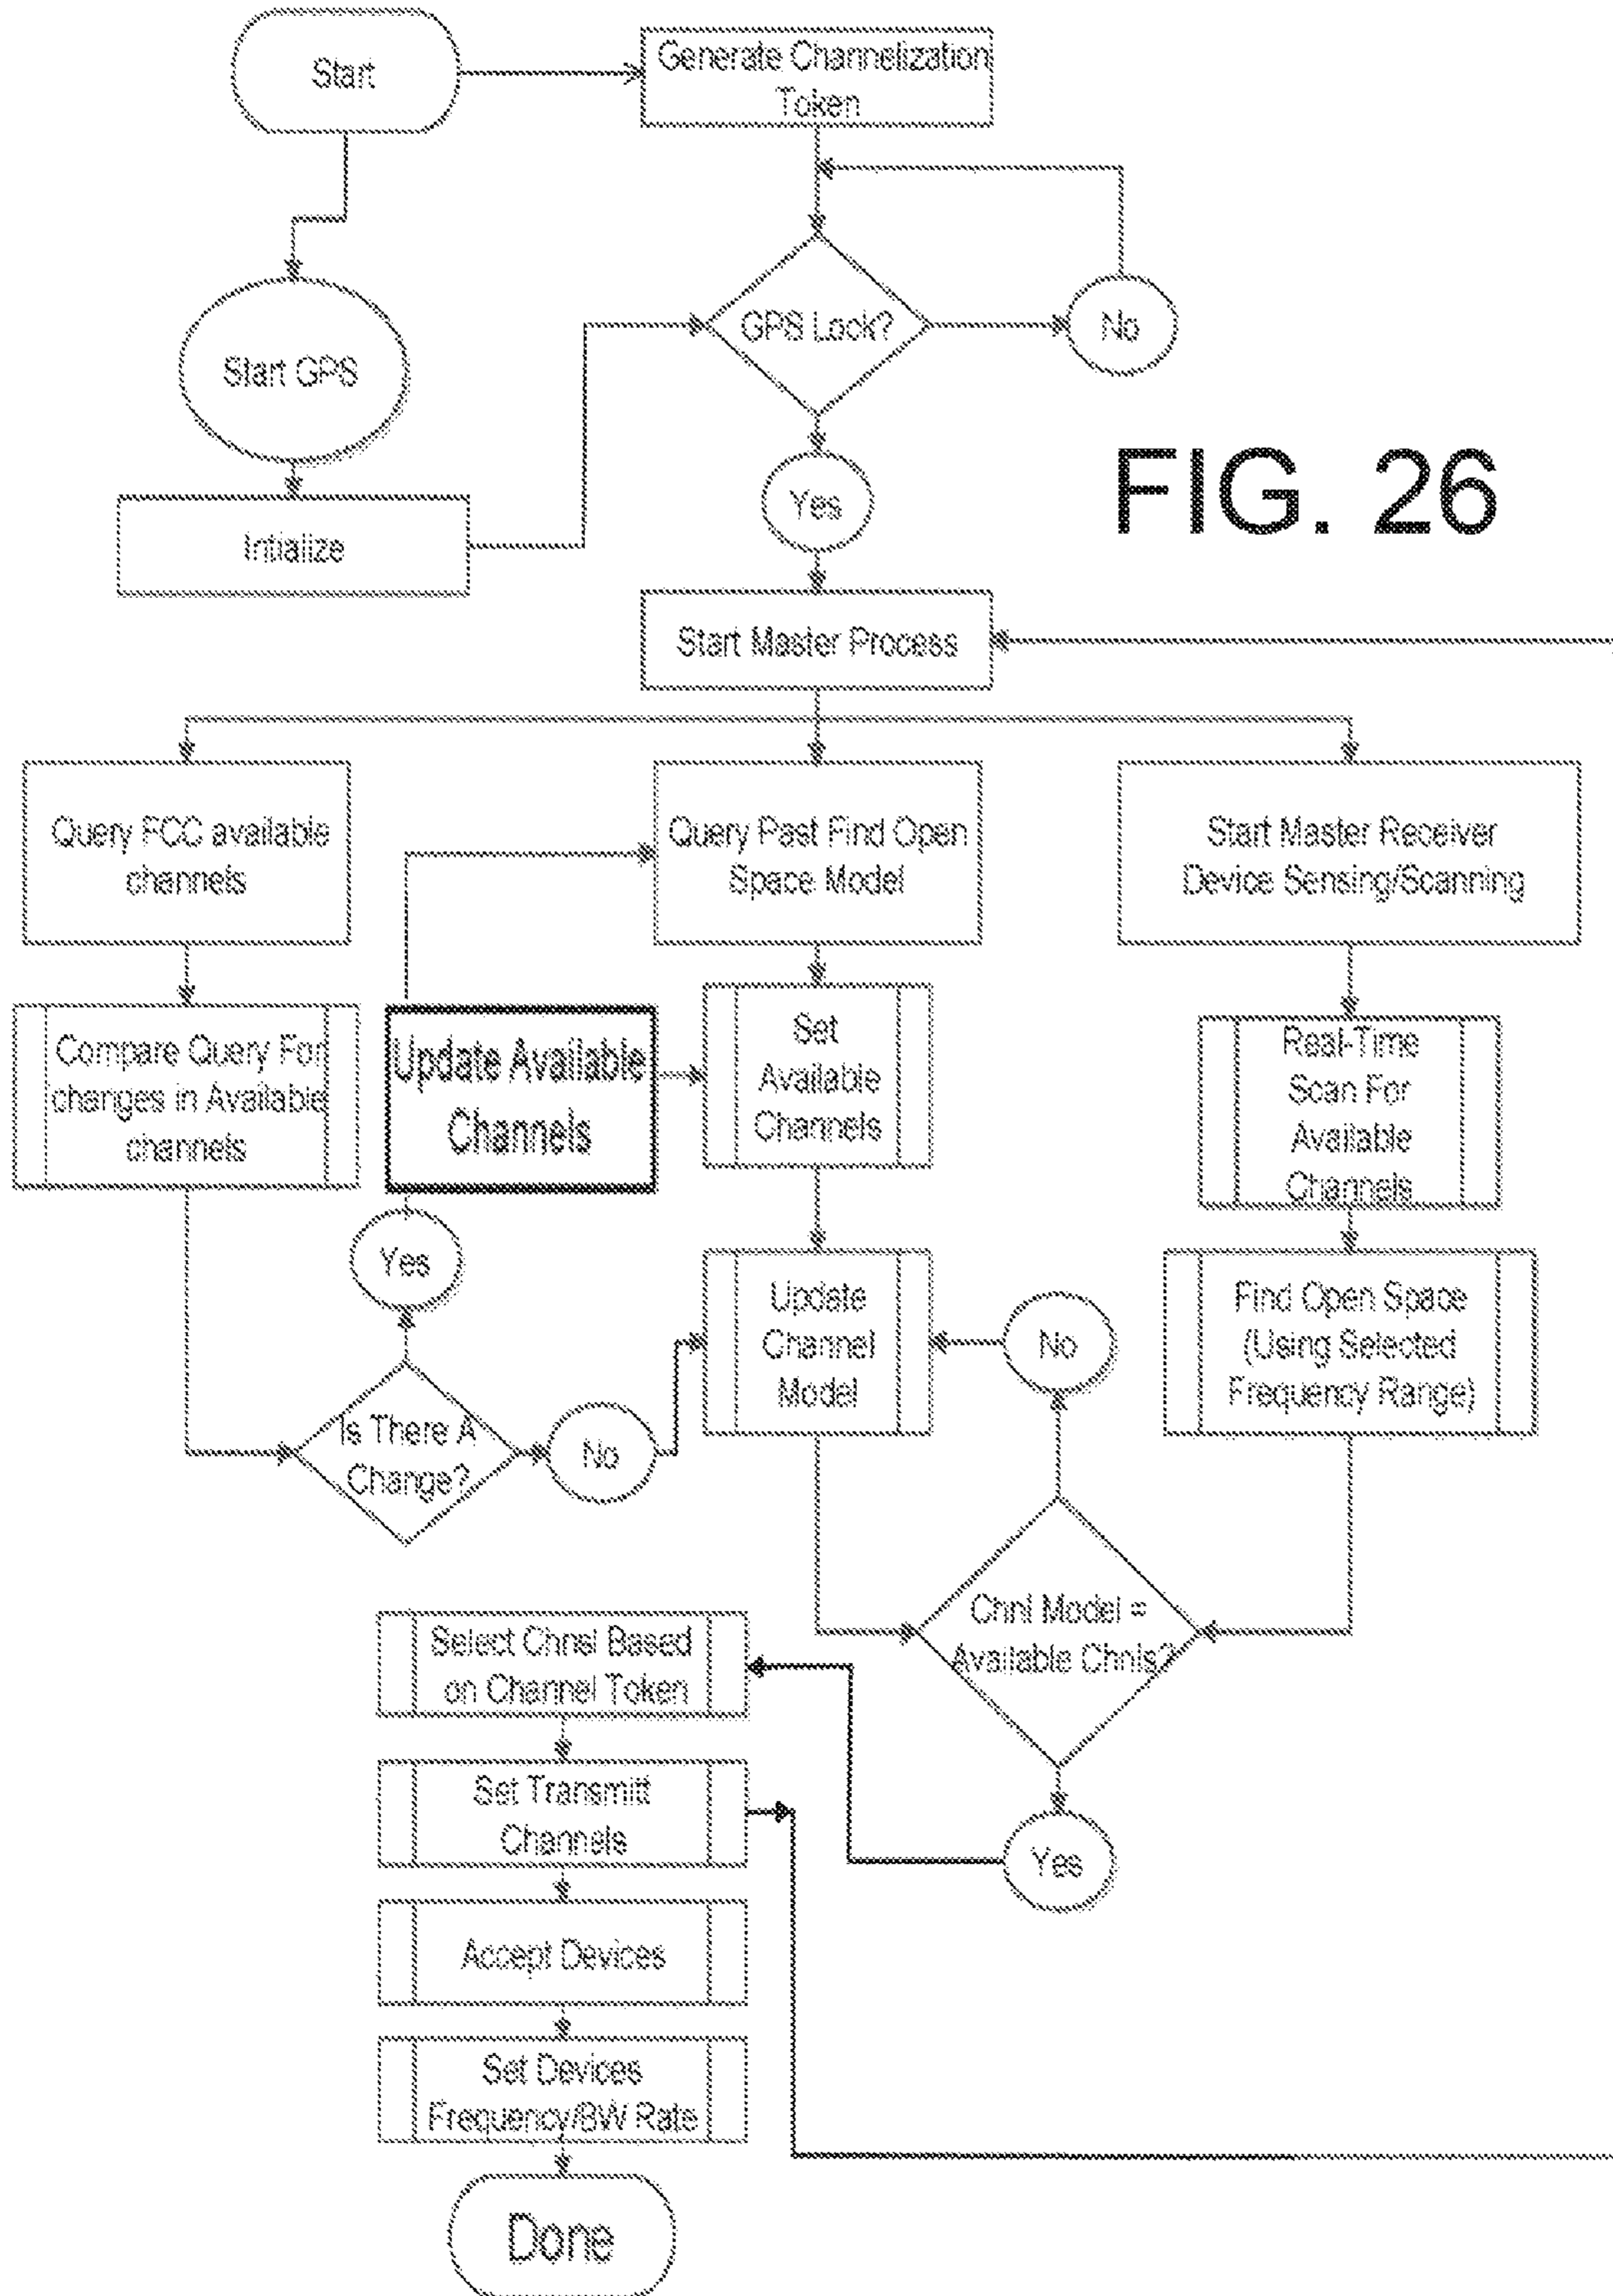 Start
Generate Channelization
Token
GPS Lock?
No
Start GPS
Yes
FIG. 26
Intialize
Start Master Process
Query FCC available
channels
Query Past Find Open
Space Model
Start Master Receiver
Device Sensing/Scanning
Compare Query For
changes in Available
channels
Update Available
Channels
Set
Available
Channels
Real-Time
Scan For
Available
Channels
Yes
Update
Channel
Model
No
Find Open Space
(Using Selected
Frequency Range)
Is There A
Change?
No
Chnl Model =
Available Chnls?
Select Chnsl Based
on Channel Token
Set Transmitt
Channels
Yes
Accept Devices
Set Devices
Frequency/BW Rate
Done